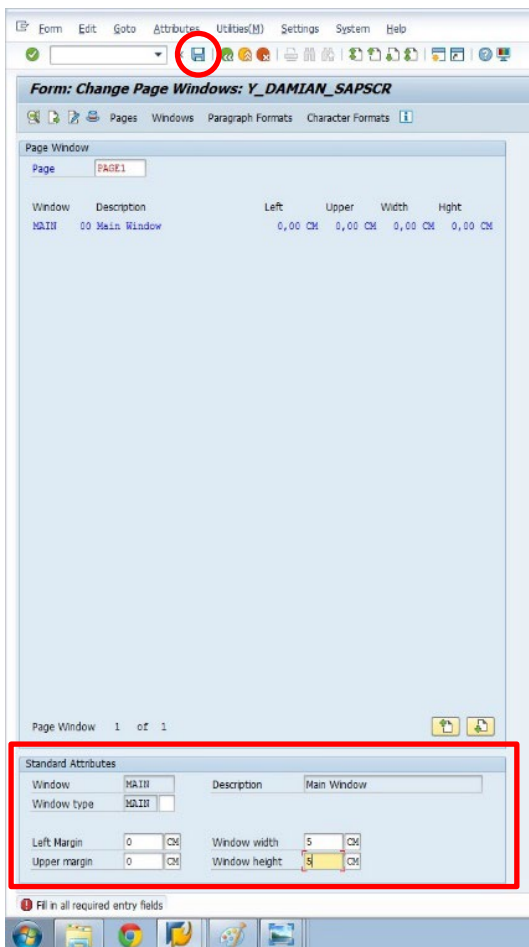 Form Edit Goto Attributes Utilities(M) Settings System Help
Form: Change Page Windows: Y_DAMIAN_SAPSCR
Pages Windows Paragraph Formats Character Formats
Page Window
Page PAGE1
Window Description Left Upper Width Hght
MAIN 00 Main Window 0,00 CM 0,00 CM 0,00 CM 0,00 CM
Page Window 1 of 1
Standard Attributes
Window MAIN Description Main Window
Window type MAIN
Left Margin 0 CM Window width 5 CM
Upper margin 0 CM Window height 5 CM
Fill in all required entry fields